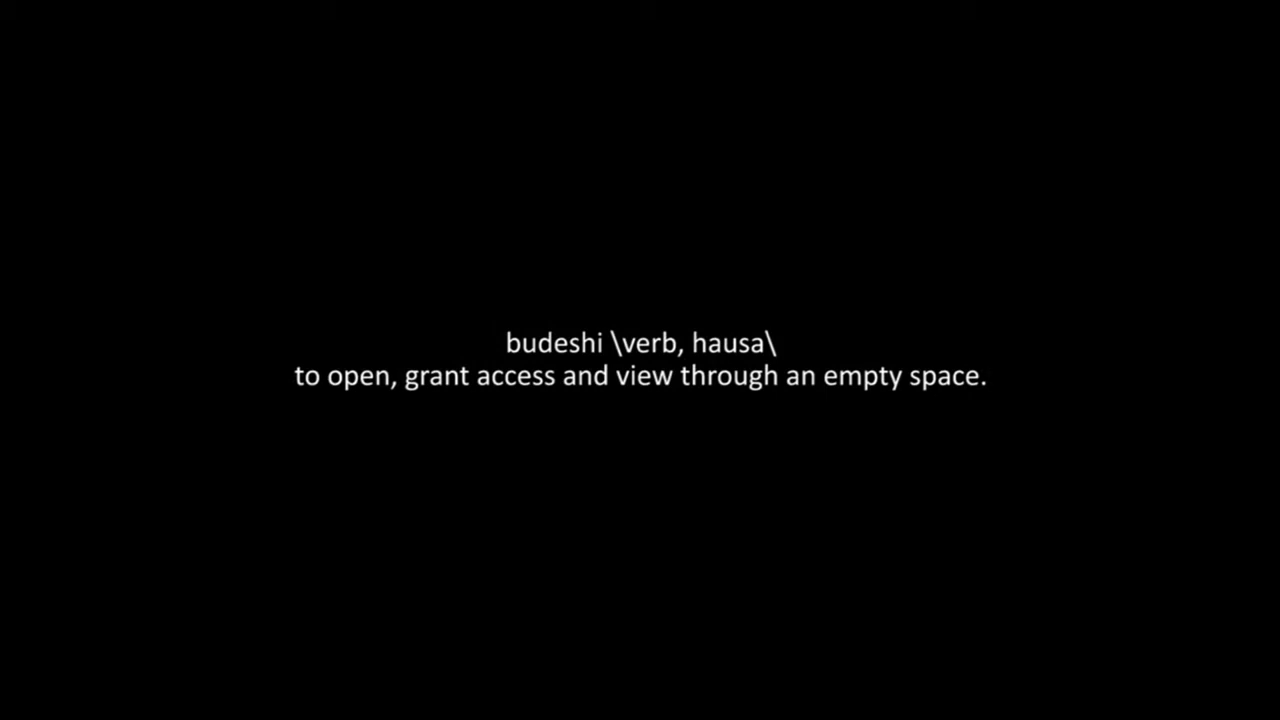 budeshi \verb, hausa\
to open, grant access and view through an empty space.